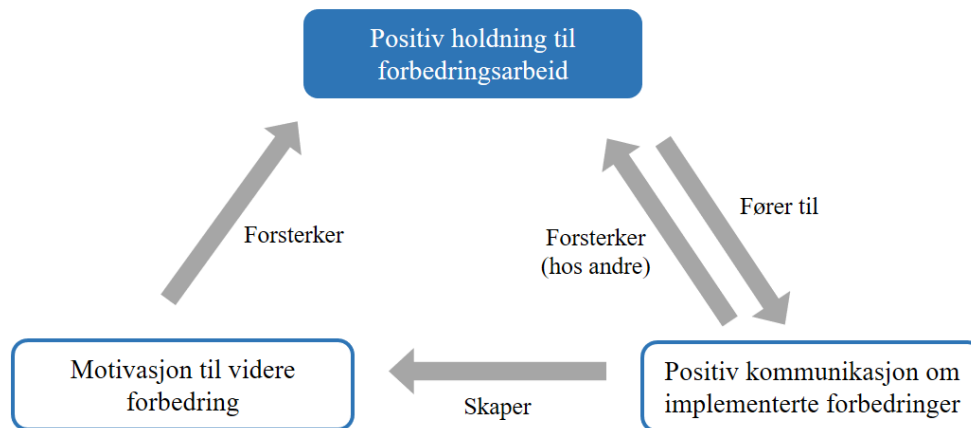 Positiv holdning til
forbedringsarbeid
Fører til
Forsterker
Forsterker
(hos andre)
Motivasjon til videre
forbedring
Skaper
Positiv kommunikasjon om
implementerte forbedringer